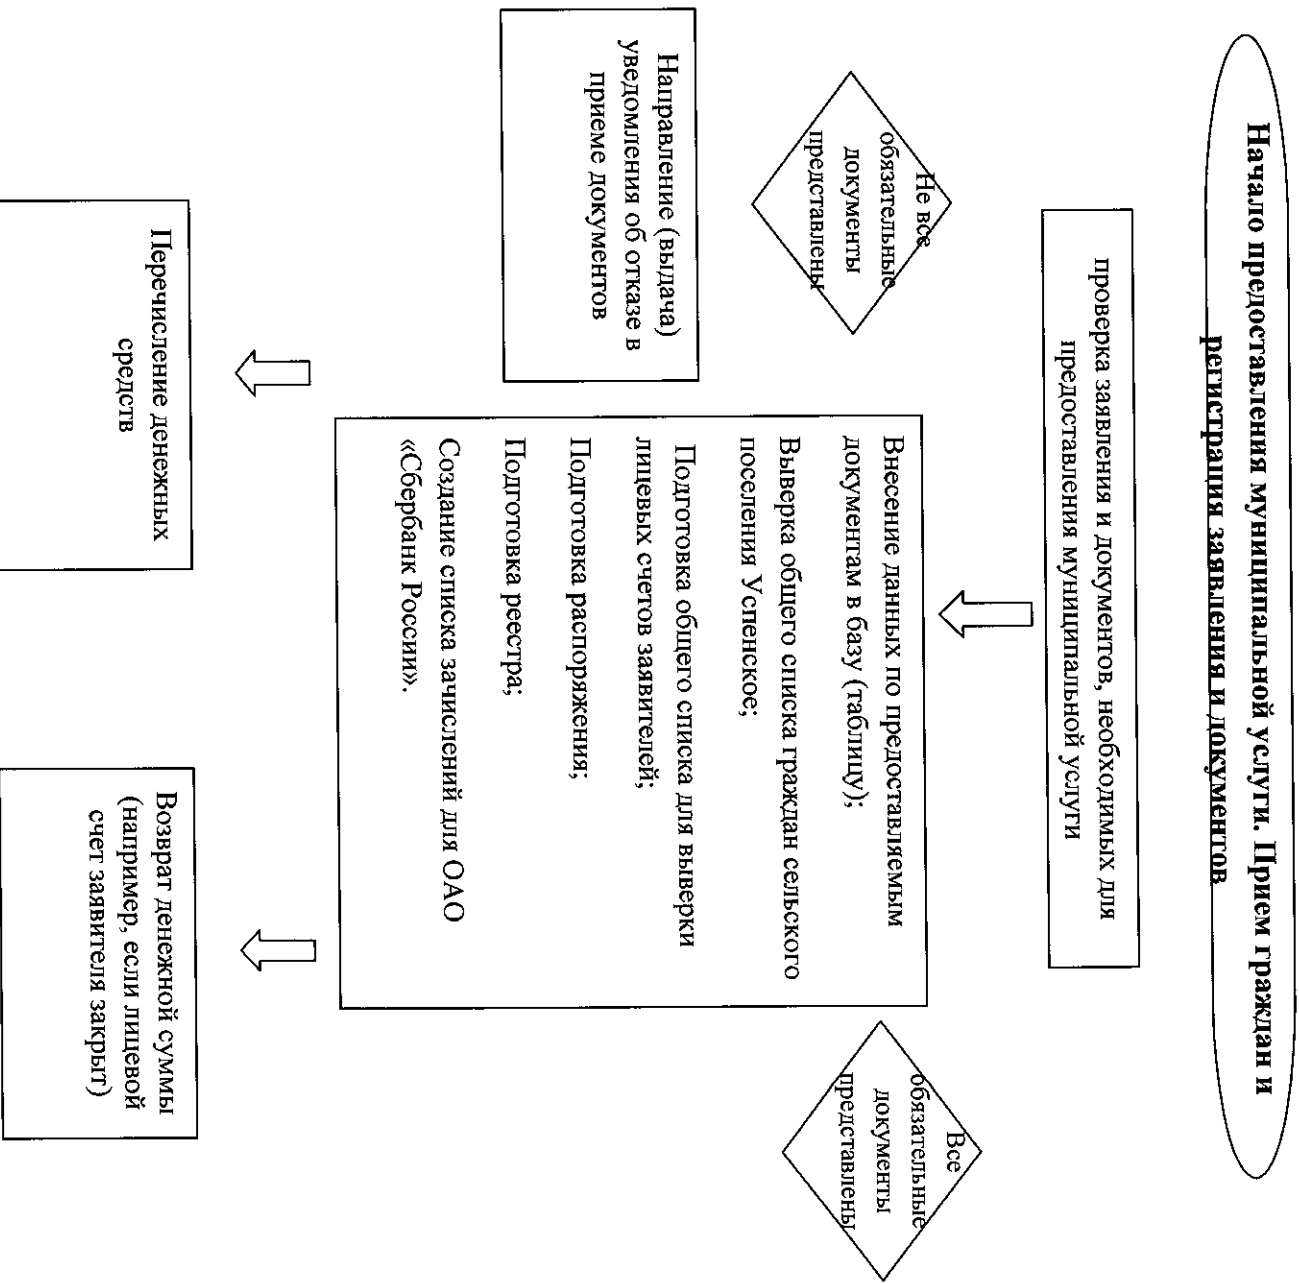 Начало предоставления муниципальной услуги. Прием граждан и
регистрация заявления и документов
проверка заявления и документов, необходимых для
предоставления муниципальной услуги
Не все
обязательные
документы
представлены
Все
обязательные
документы
представлены
Направление (выдача)
уведомления об отказе в
приеме документов
Внесение данных по предоставляемым
документам в базу (таблицу);
Выверка общего списка граждан сельского
поселения Успенское;
Подготовка общего списка для выверки
лицевых счетов заявителей;
Подготовка распоряжения;
Подготовка реестра;
Создание списка зачислений для ОАО
«Сбербанк России».
Перечисление денежных
средств
Возврат денежной суммы
(например, если лицевой
счет заявителя закрыт)